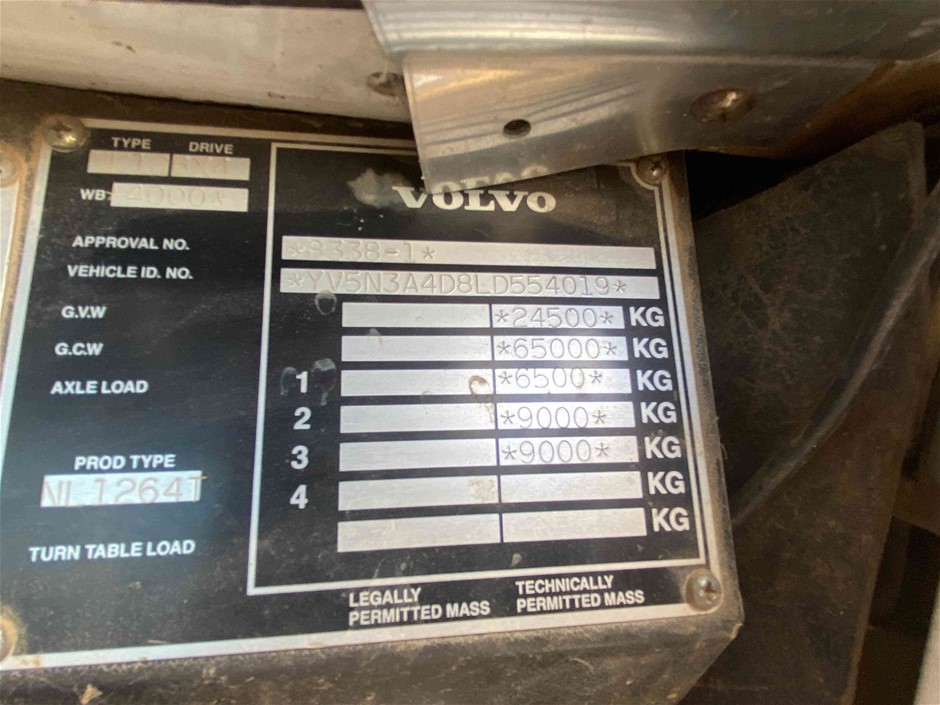 TYPE DRIVE
WB 4000*
VOLVO
APPROVAL NO. *S338-1*
VEHICLE ID. NO. *YV5N3A4D8LD554019*
G.V.W *24500* KG
G.C.W *65000* KG
AXLE LOAD 1 *6500* KG
2 *9000* KG
3 *9000* KG
PROD TYPE
NL1264T
4 KG
KG
TURN TABLE LOAD
LEGALLY PERMITTED MASS
TECHNICALLY PERMITTED MASS